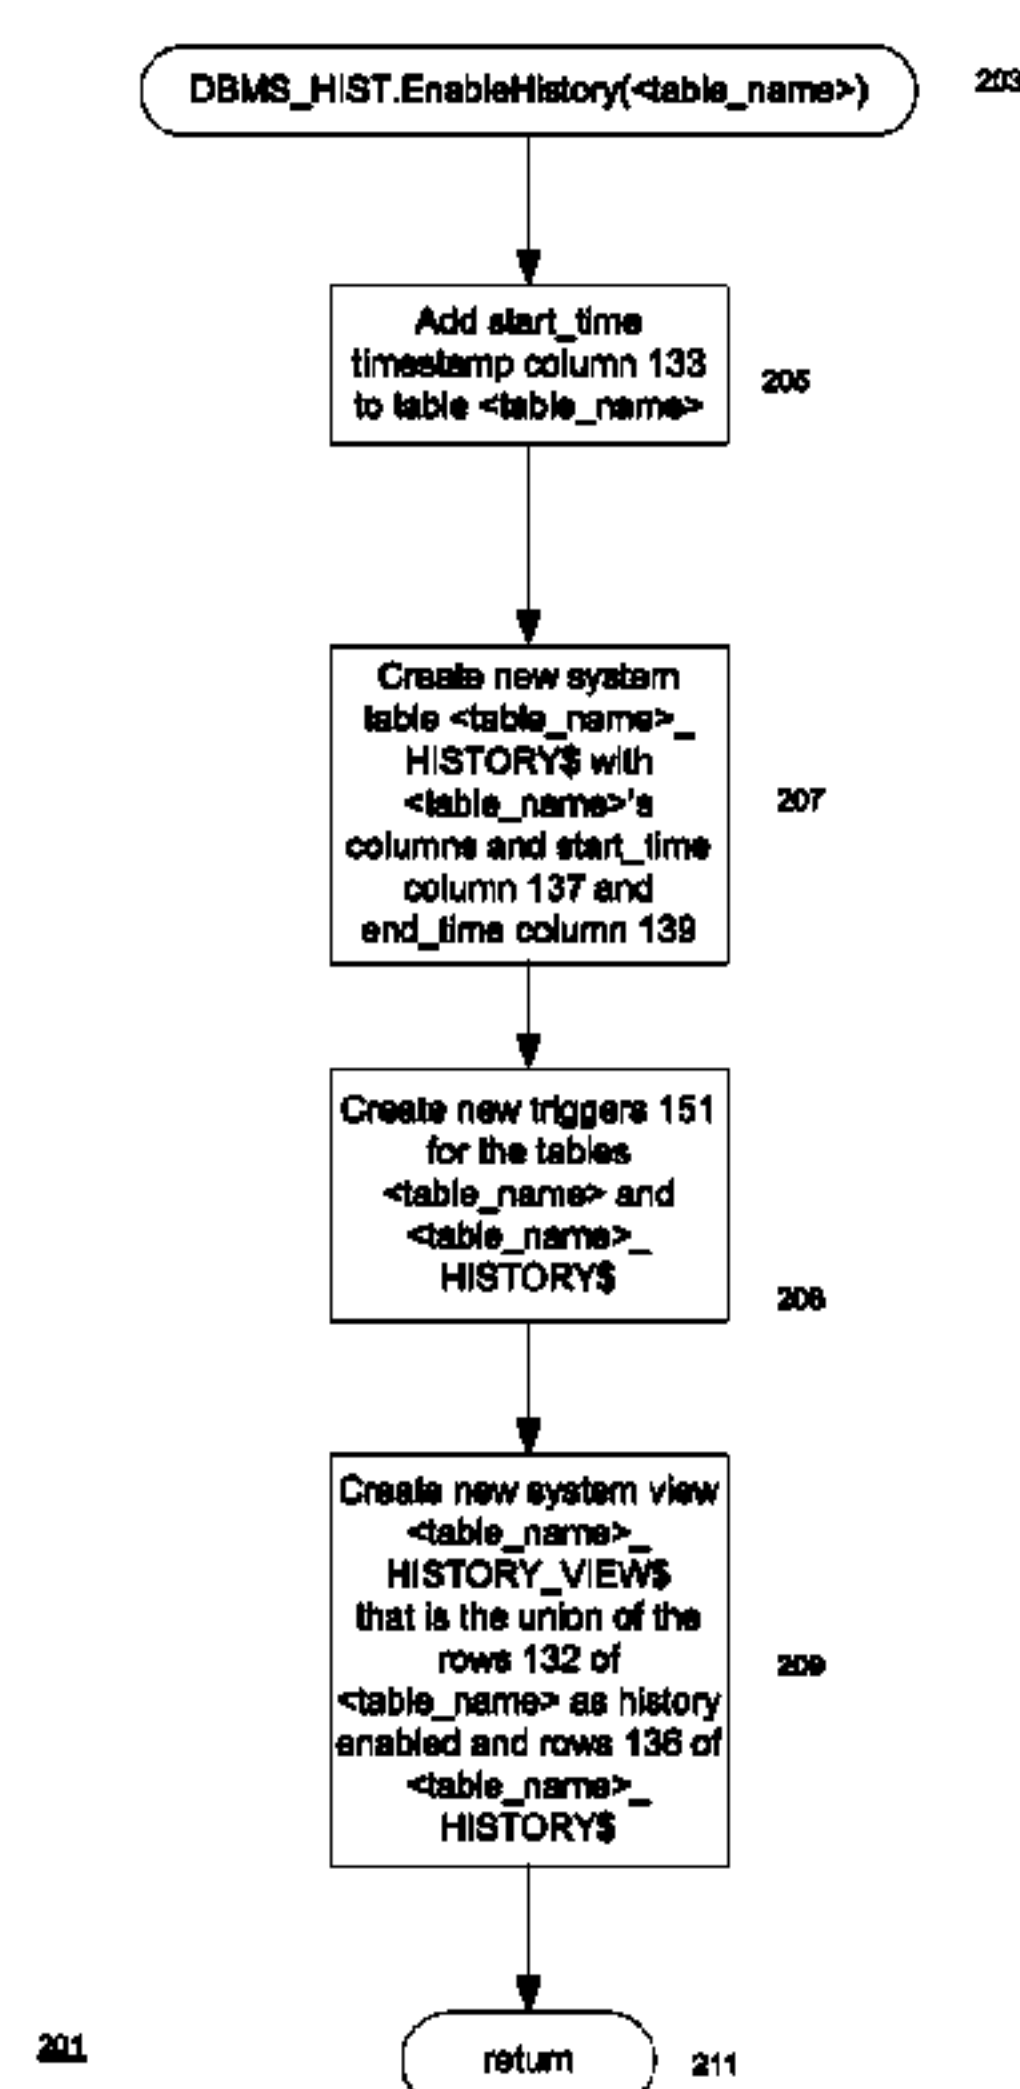 DBMS_HIST.EnableHistory(<table_name>)
203
Add start_time
timestamp column 133
to table <table_name>
205
Create new system
table <table_name>_
HISTORY$ with
<table_name>'s
columns and start_time
column 137 and
end_time column 139
207
Create new triggers 151
for the tables
<table_name> and
<table_name>_
HISTORY$
208
Create new system view
<table_name>_
HISTORY_VIEW$
that is the union of the
rows 132 of
<table_name> as history
enabled and rows 136 of
<table_name>_
HISTORY$
209
201
return
211